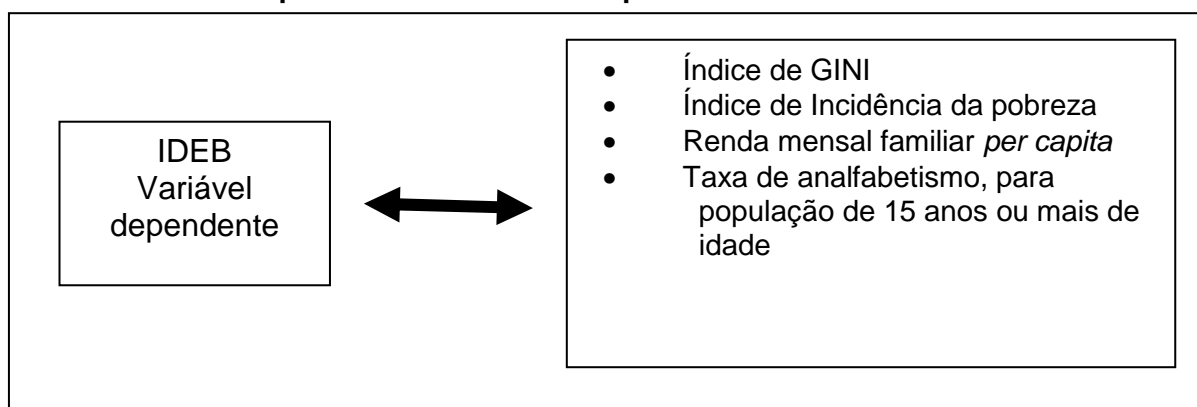 IDEB
Variável
dependente
• Índice de GINI
• Índice de Incidência da pobreza
• Renda mensal familiar per capita
• Taxa de analfabetismo, para
população de 15 anos ou mais de
idade